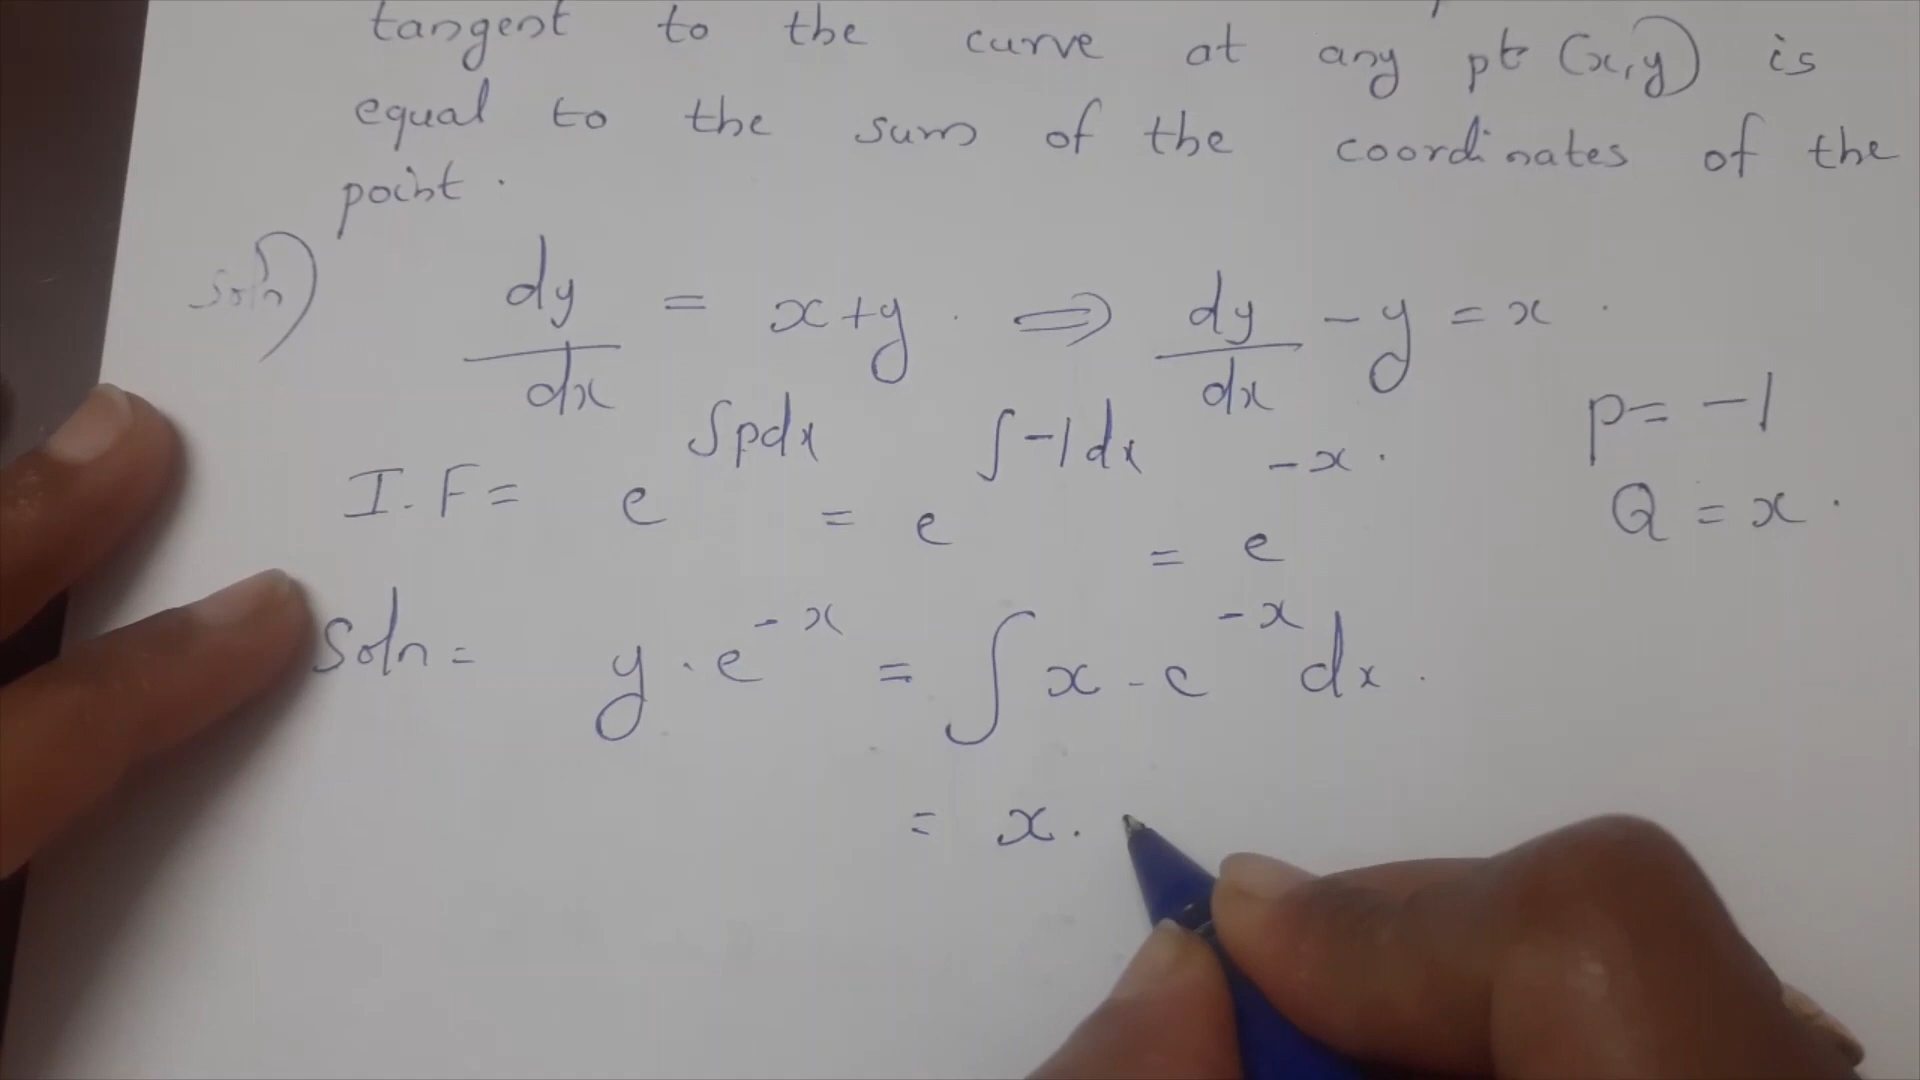 tangent to the curve at any pt (x,y) is
equal to the sum of the coordinates of the
point.
Soln) dy/dx = x+y. ⟹ dy/dx - y = x.
I.F = e^∫pdx = e^∫-1dx = e^-x.
P = -1
Q = x.
Soln = y.e^-x = ∫ x - e^-x dx.
= x.